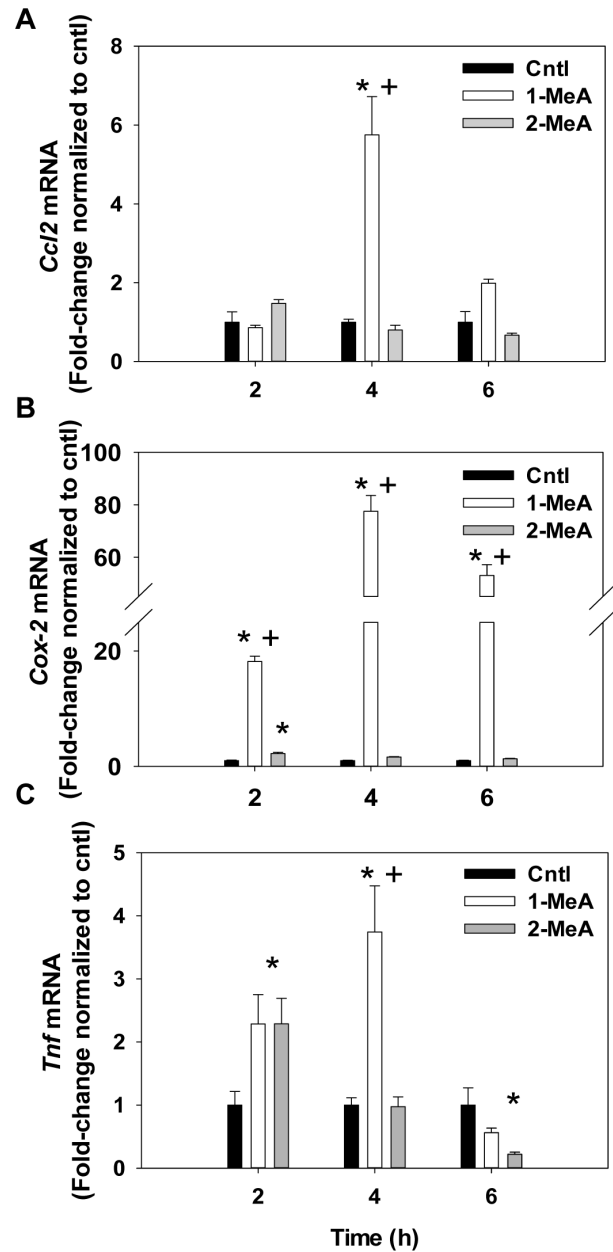 A
Ccl2 mRNA
(Fold-change normalized to cntl)
8
6
4
2
0
* +
Cntl
1-MeA
2-MeA
2 4 6
B
Cox-2 mRNA
(Fold-change normalized to cntl)
100
80
60
20
0
* +
*
* +
* +
Cntl
1-MeA
2-MeA
2 4 6
C
Tnf mRNA
(Fold-change normalized to cntl)
5
4
3
2
1
0
*
* +
*
Cntl
1-MeA
2-MeA
2 4 6
Time (h)